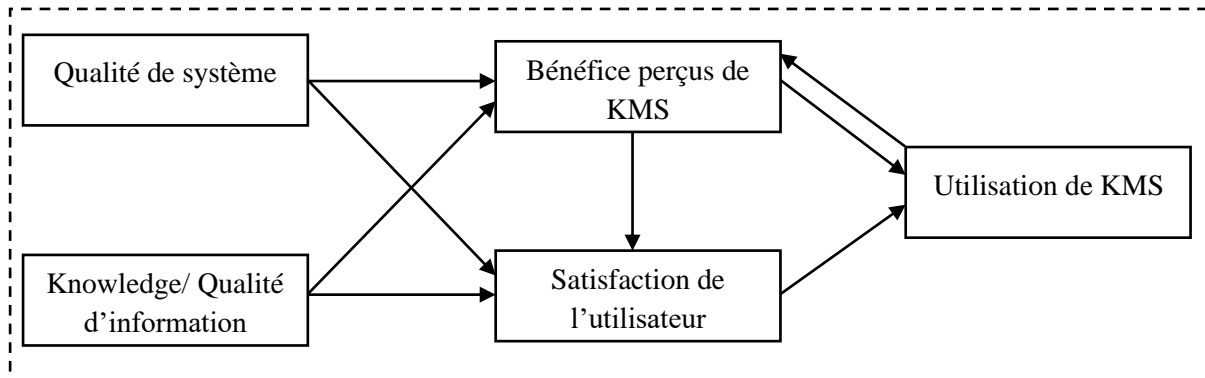 Qualité de système
Bénéfice perçus de
KMS
Utilisation de KMS
Knowledge/ Qualité
d’information
Satisfaction de
l’utilisateur